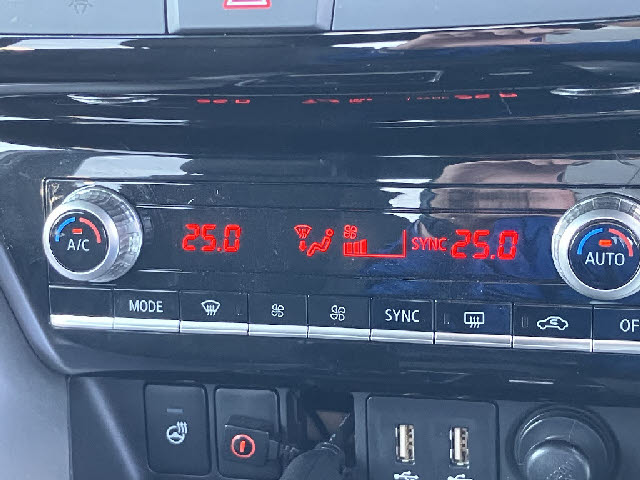 A/C
25.0
SYNC 25.0
AUTO
MODE
SYNC
OF